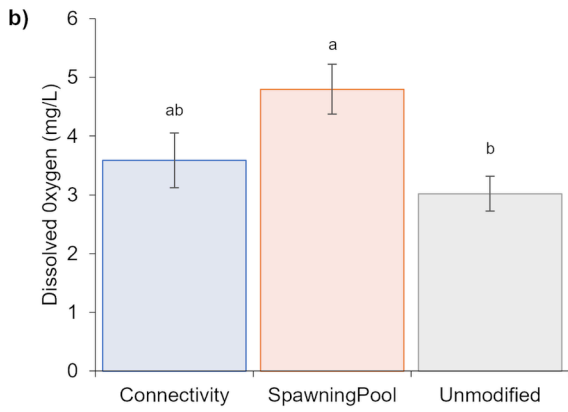 b)
Dissolved 0xygen (mg/L)
6
5
4
3
2
1
0
ab
a
b
Connectivity
SpawningPool
Unmodified